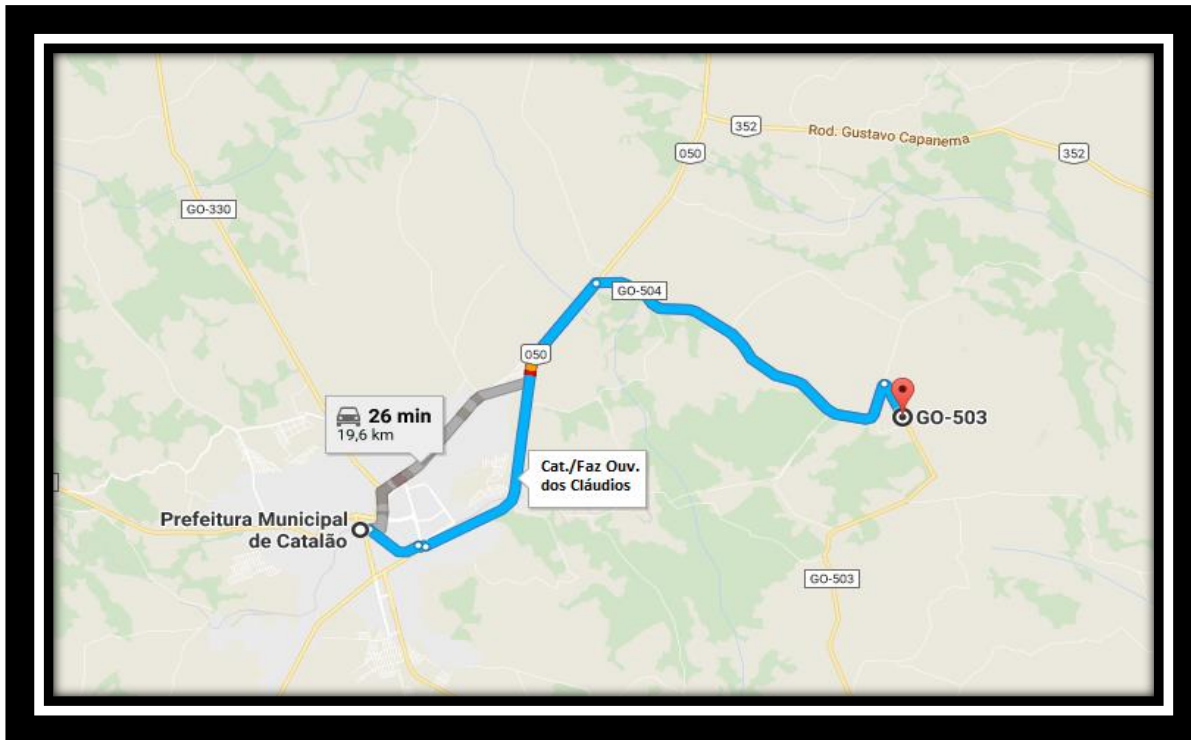 352
Rod. Gustavo Capanema
050
352
GO-330
GO-504
050
26 min
19,6 km
GO-503
Cat./Faz Ouv.
dos Cláudios
Prefeitura Municipal
de Catalão
GO-503